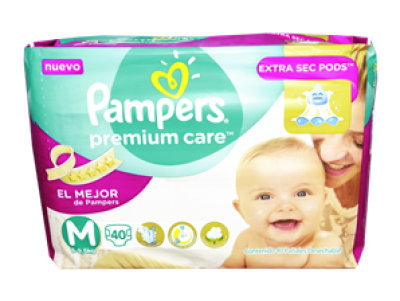 nuevo
Pampers
premium care™
EXTRA SEC PODS™
EL MEJOR
de Pampers
M
40